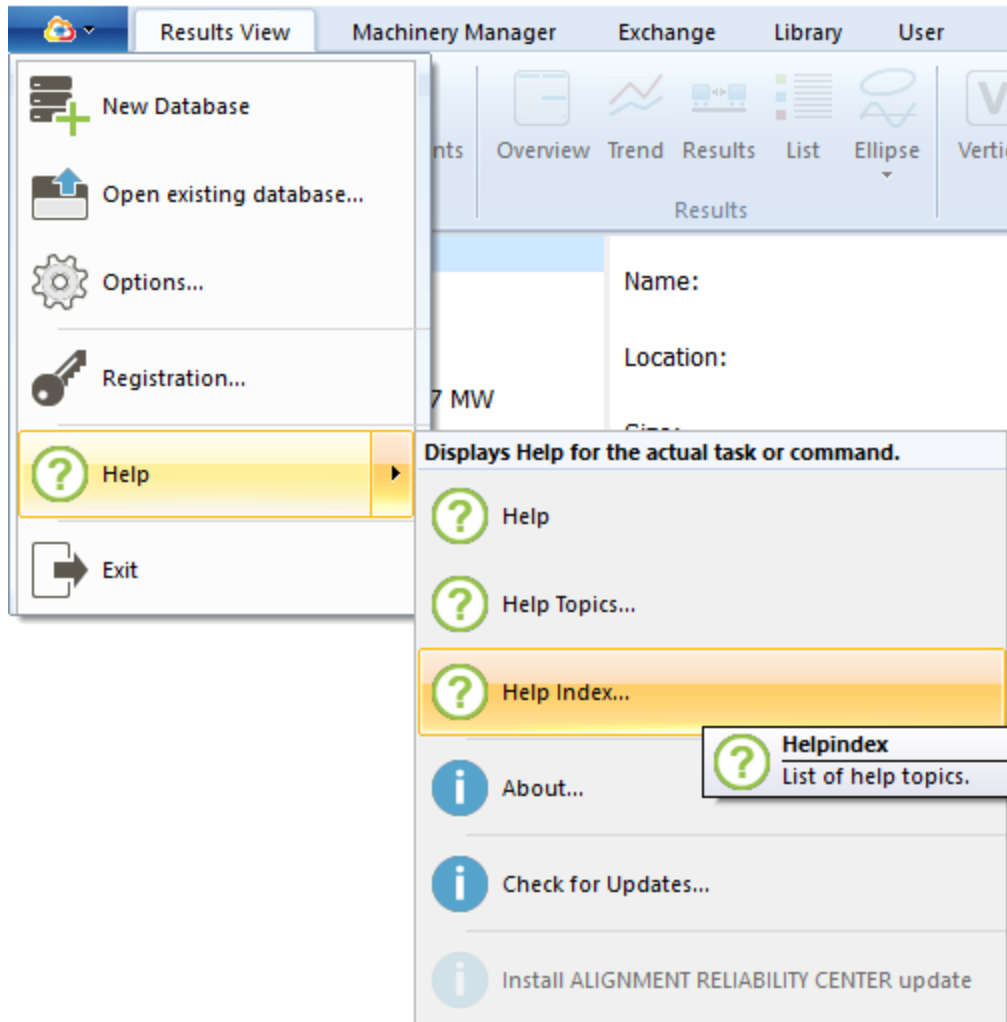 Results View
Machinery Manager
Exchange
Library
User
New Database
Open existing database...
Options...
Registration...
Help
Exit
nts
Overview
Trend
Results
List
Ellipse
Verti
Results
Name:
Location:
7 MW
Displays Help for the actual task or command.
Help
Help Topics...
Help Index...
Helpindex
List of help topics.
About...
Check for Updates...
Install ALIGNMENT RELIABILITY CENTER update